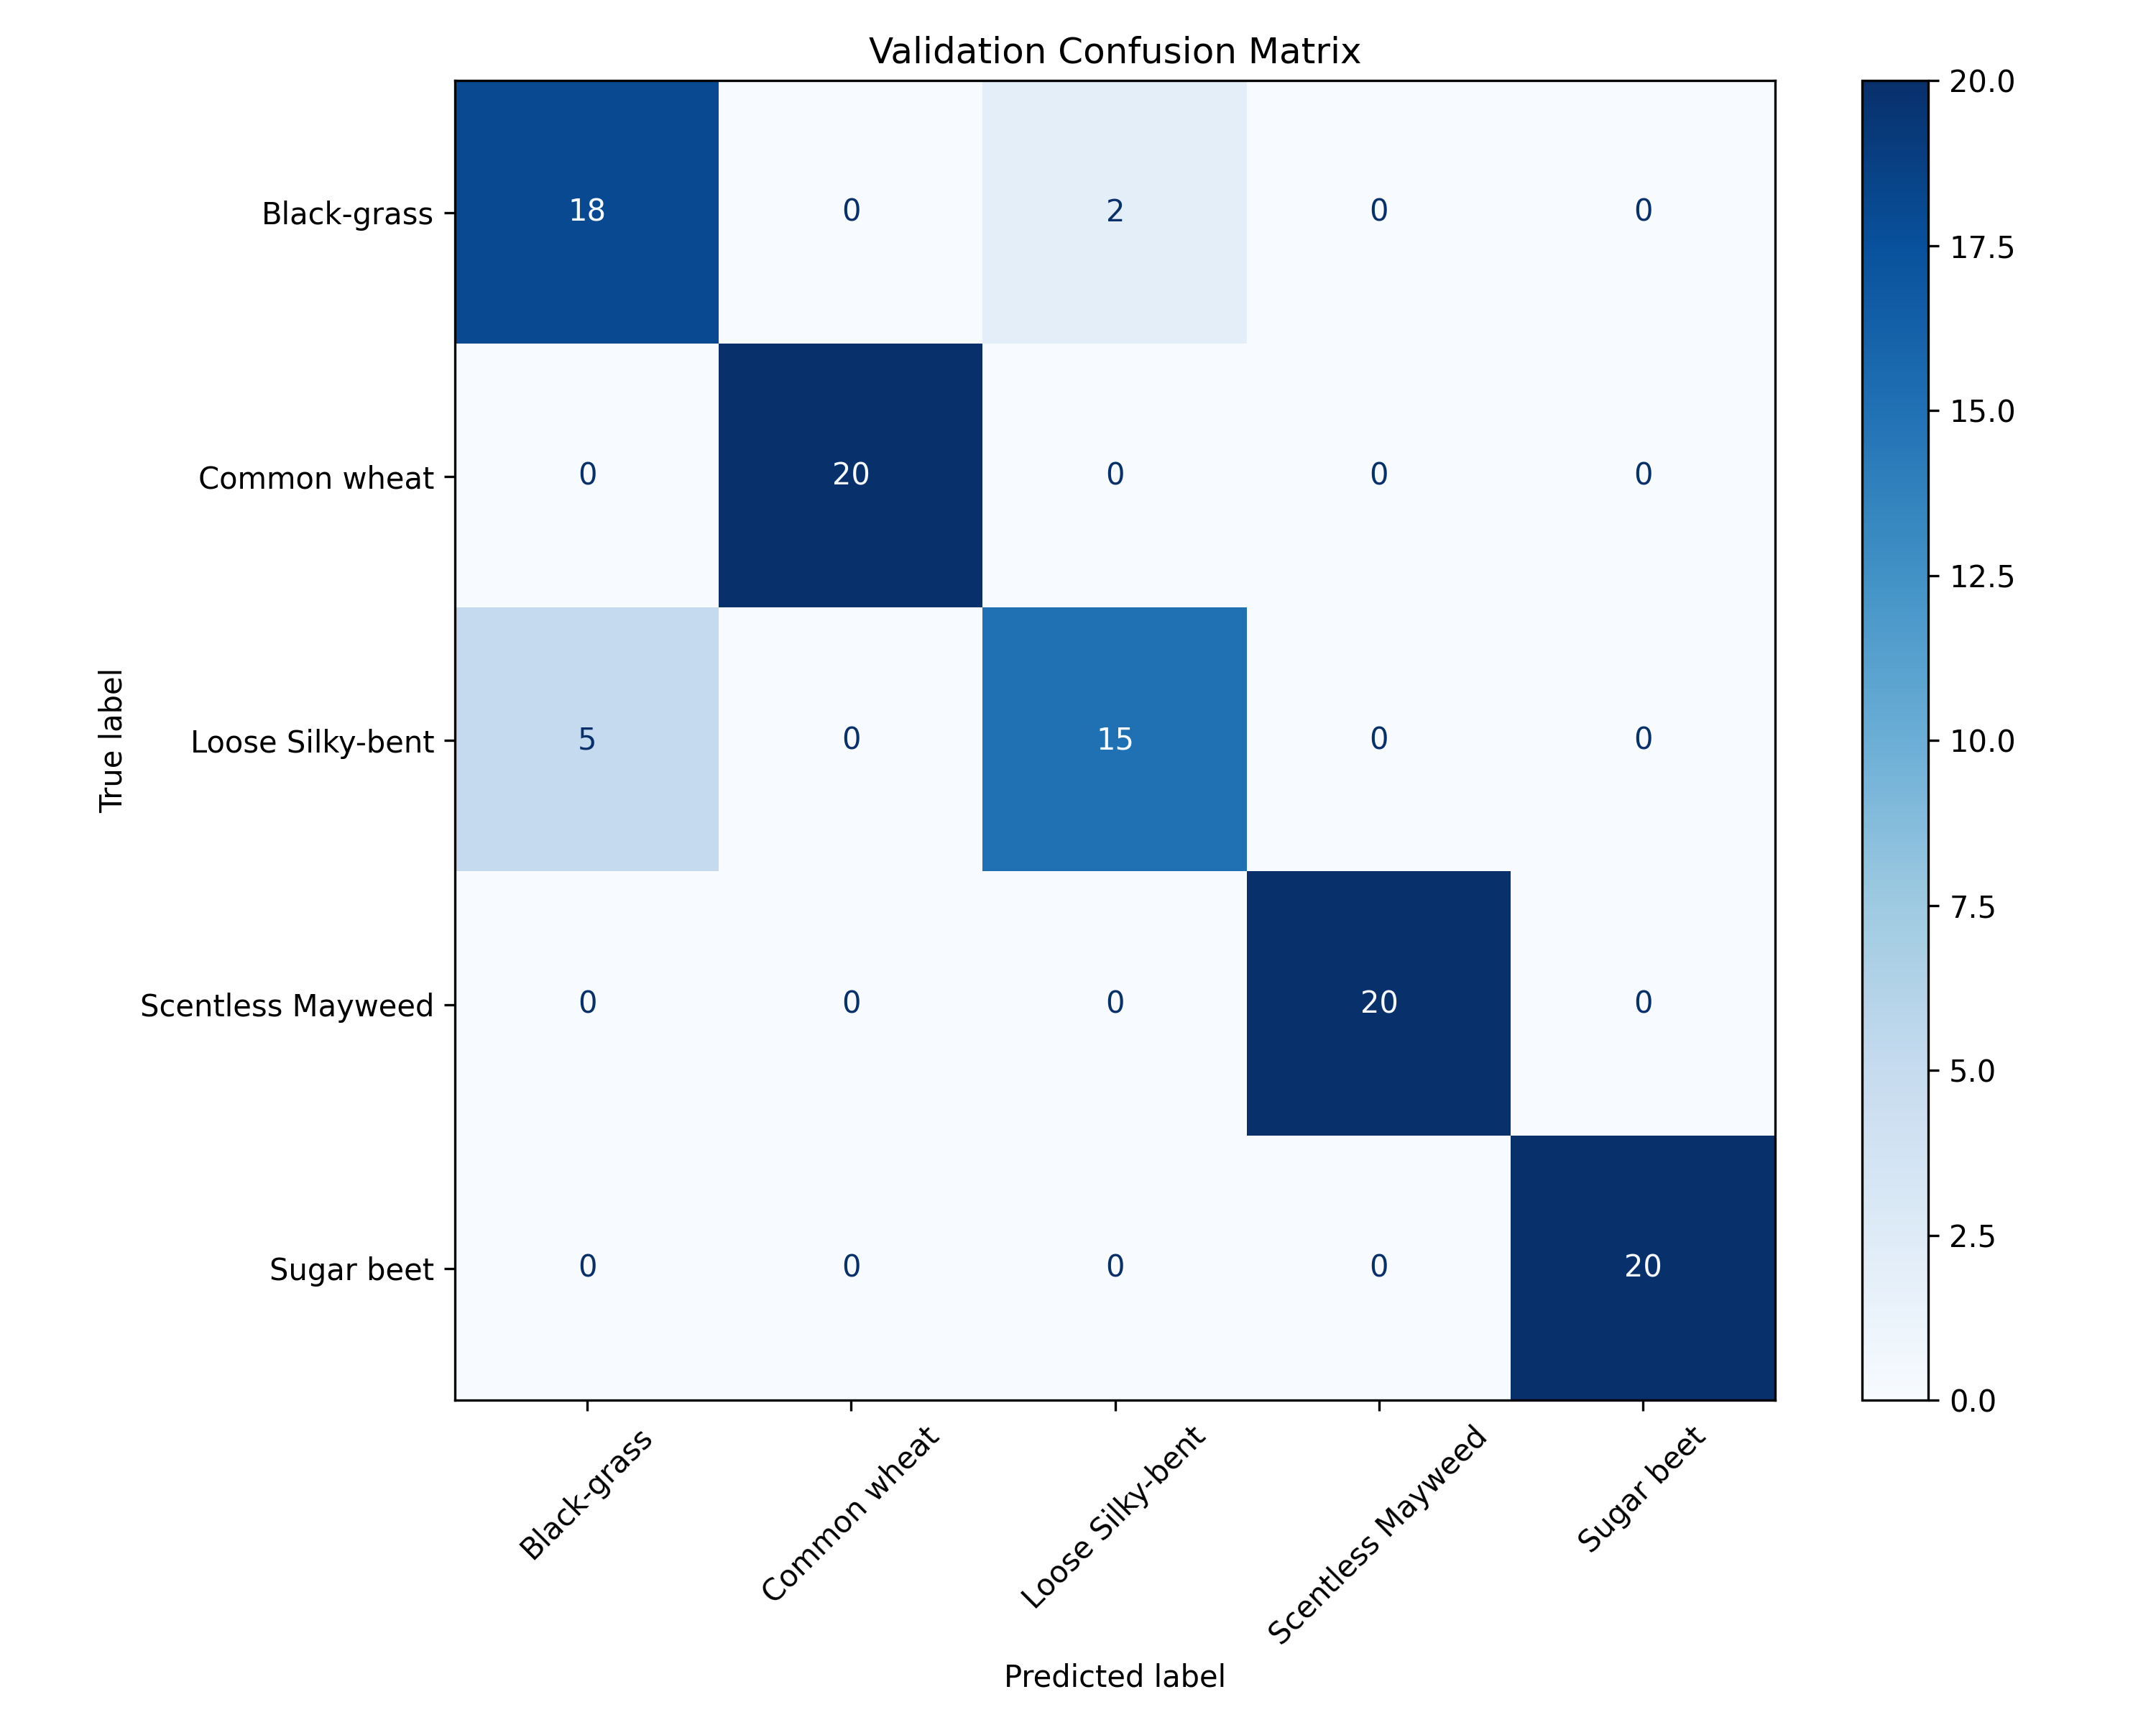 Validation Confusion Matrix
True label
Black-grass 18 0 2 0 0
Common wheat 0 20 0 0 0
Loose Silky-bent 5 0 15 0 0
Scentless Mayweed 0 0 0 20 0
Sugar beet 0 0 0 0 20
Black-grass Common wheat Loose Silky-bent Scentless Mayweed Sugar beet
Predicted label
20.0
17.5
15.0
12.5
10.0
7.5
5.0
2.5
0.0